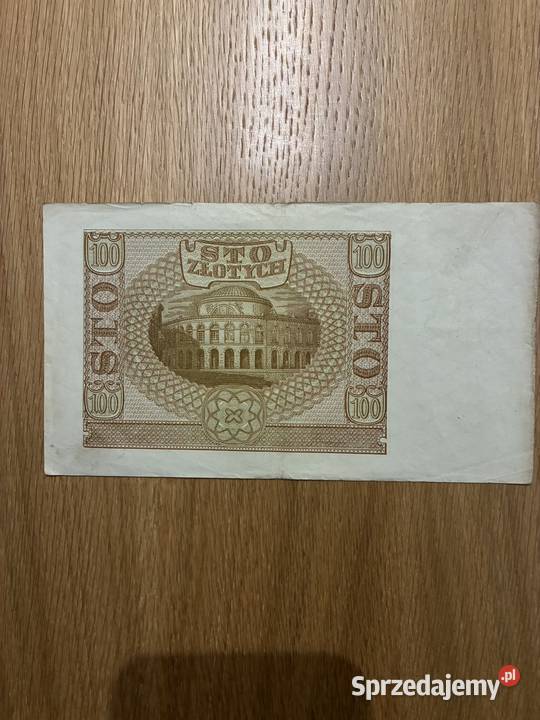 100 STO 100
ZŁOTYCH
STO STO
100 100
Sprzedajemy.pl